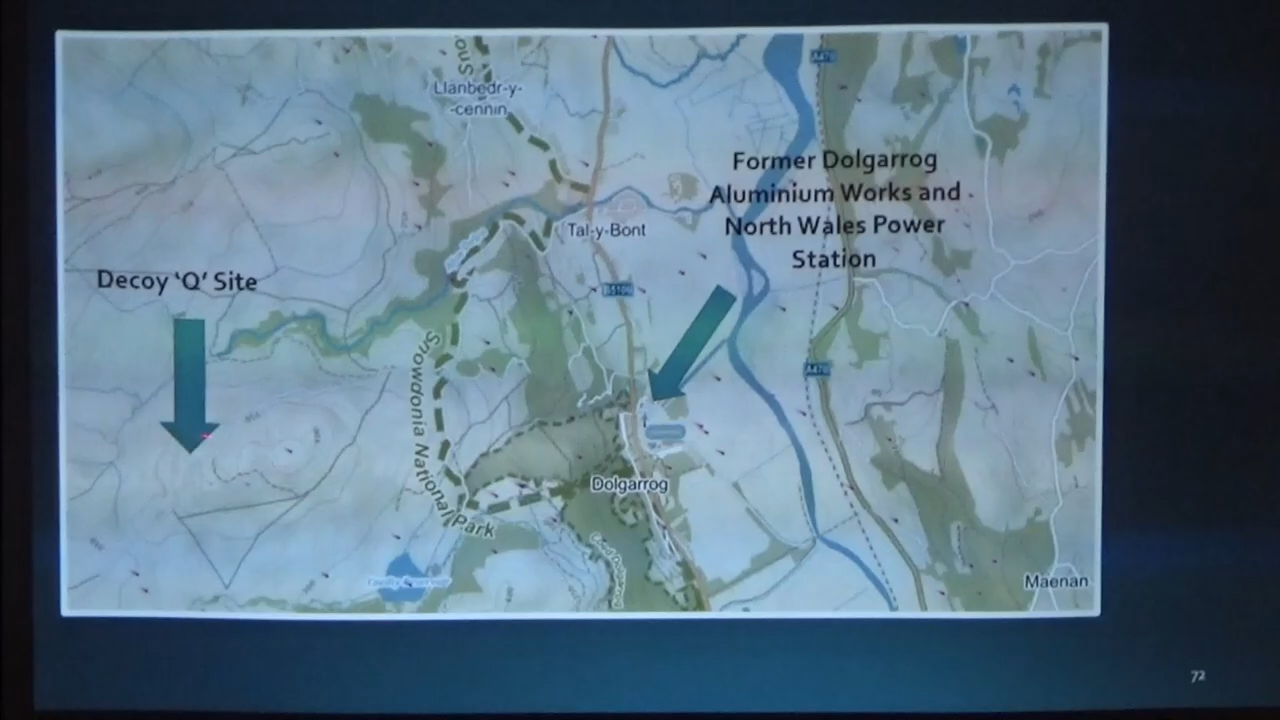 Llanbedr-y-
-cennin
A470
Former Dolgarrog
Aluminium Works and
North Wales Power
Station
Tal-y-Bont
Decoy ‘Q’ Site
B5106
Snowdonia National Park
A470
Dolgarrog
Maenan
72